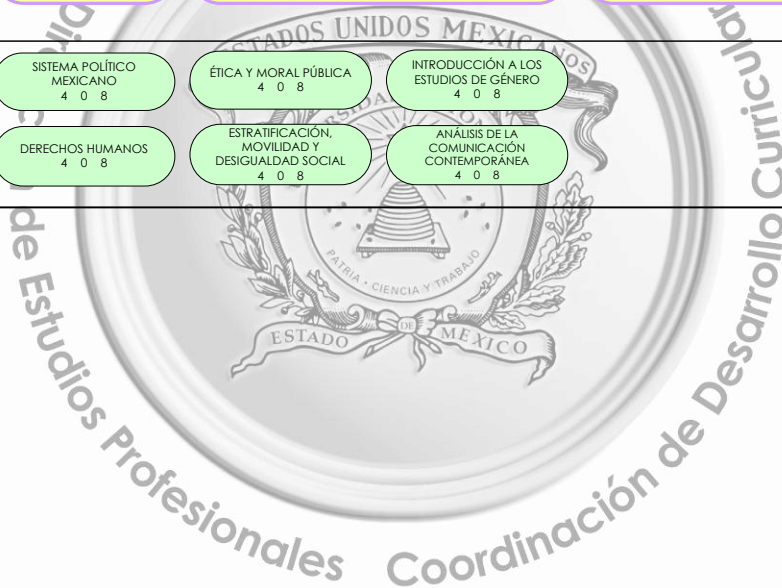 SISTEMA POLÍTICO
MEXICANO
4 0 8
ÉTICA Y MORAL PÚBLICA
4 0 8
INTRODUCCIÓN A LOS
ESTUDIOS DE GÉNERO
4 0 8
DERECHOS HUMANOS
4 0 8
ESTRATIFICACIÓN,
MOVILIDAD Y
DESIGUALDAD SOCIAL
4 0 8
ANÁLISIS DE LA
COMUNICACIÓN
CONTEMPORÁNEA
4 0 8
UNIDOS MEXICANOS
PATRIA • CIENCIA Y TRABAJO
ESTADO DE MEXICO
de Estudios Profesionales
Coordinación de Desarrollo